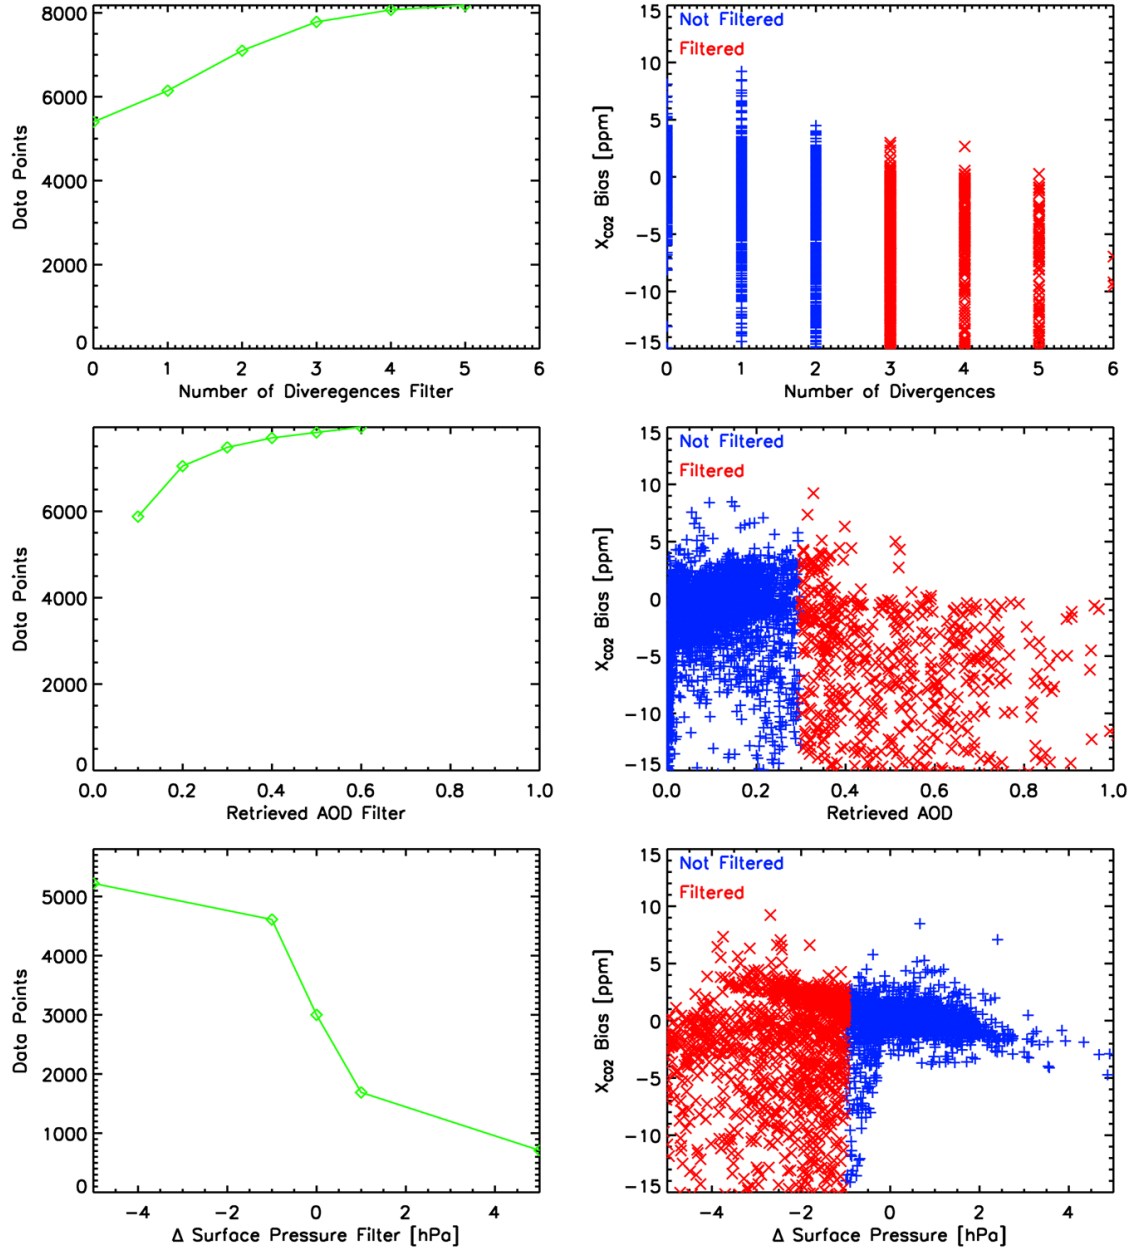 8000
6000
4000
2000
0
Data Points
0 1 2 3 4 5 6
Number of Diveregences Filter
15
10
5
0
−5
−10
−15
X_CO2 Bias [ppm]
Not Filtered
Filtered
0 1 2 3 4 5 6
Number of Divergences
6000
4000
2000
0
Data Points
0.0 0.2 0.4 0.6 0.8 1.0
Retrieved AOD Filter
15
10
5
0
−5
−10
−15
X_CO2 Bias [ppm]
Not Filtered
Filtered
0.0 0.2 0.4 0.6 0.8 1.0
Retrieved AOD
5000
4000
3000
2000
1000
0
Data Points
−4 −2 0 2 4
Δ Surface Pressure Filter [hPa]
15
10
5
0
−5
−10
−15
X_CO2 Bias [ppm]
Not Filtered
Filtered
−4 −2 0 2 4
Δ Surface Pressure [hPa]